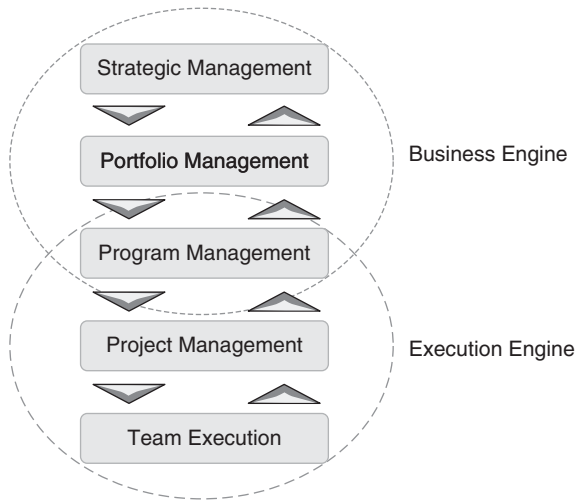 Strategic Management
Portfolio Management
Business Engine
Program Management
Project Management
Execution Engine
Team Execution